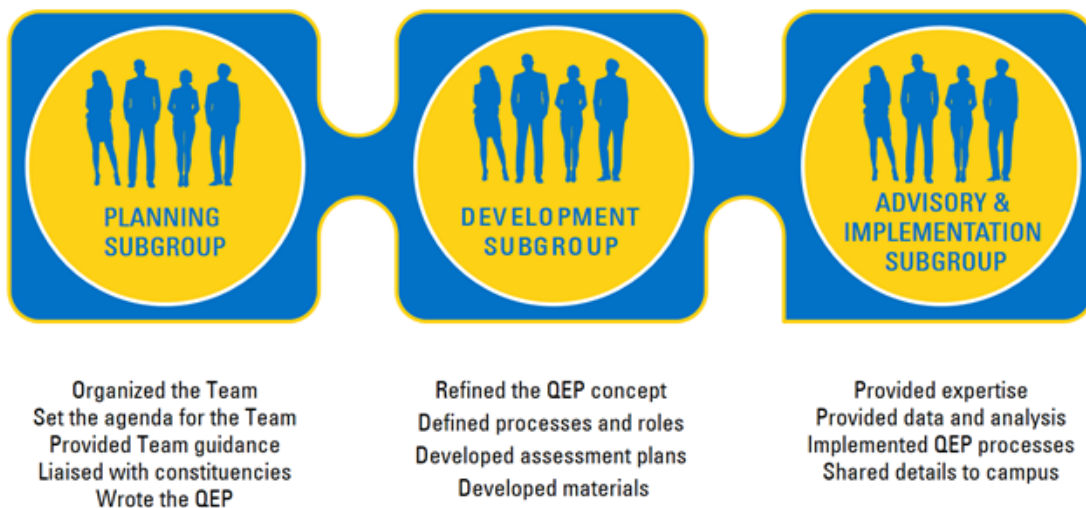 PLANNING
SUBGROUP
DEVELOPMENT
SUBGROUP
ADVISORY &
IMPLEMENTATION
SUBGROUP
Organized the Team
Set the agenda for the Team
Provided Team guidance
Liaised with constituencies
Wrote the QEP
Refined the QEP concept
Defined processes and roles
Developed assessment plans
Developed materials
Provided expertise
Provided data and analysis
Implemented QEP processes
Shared details to campus